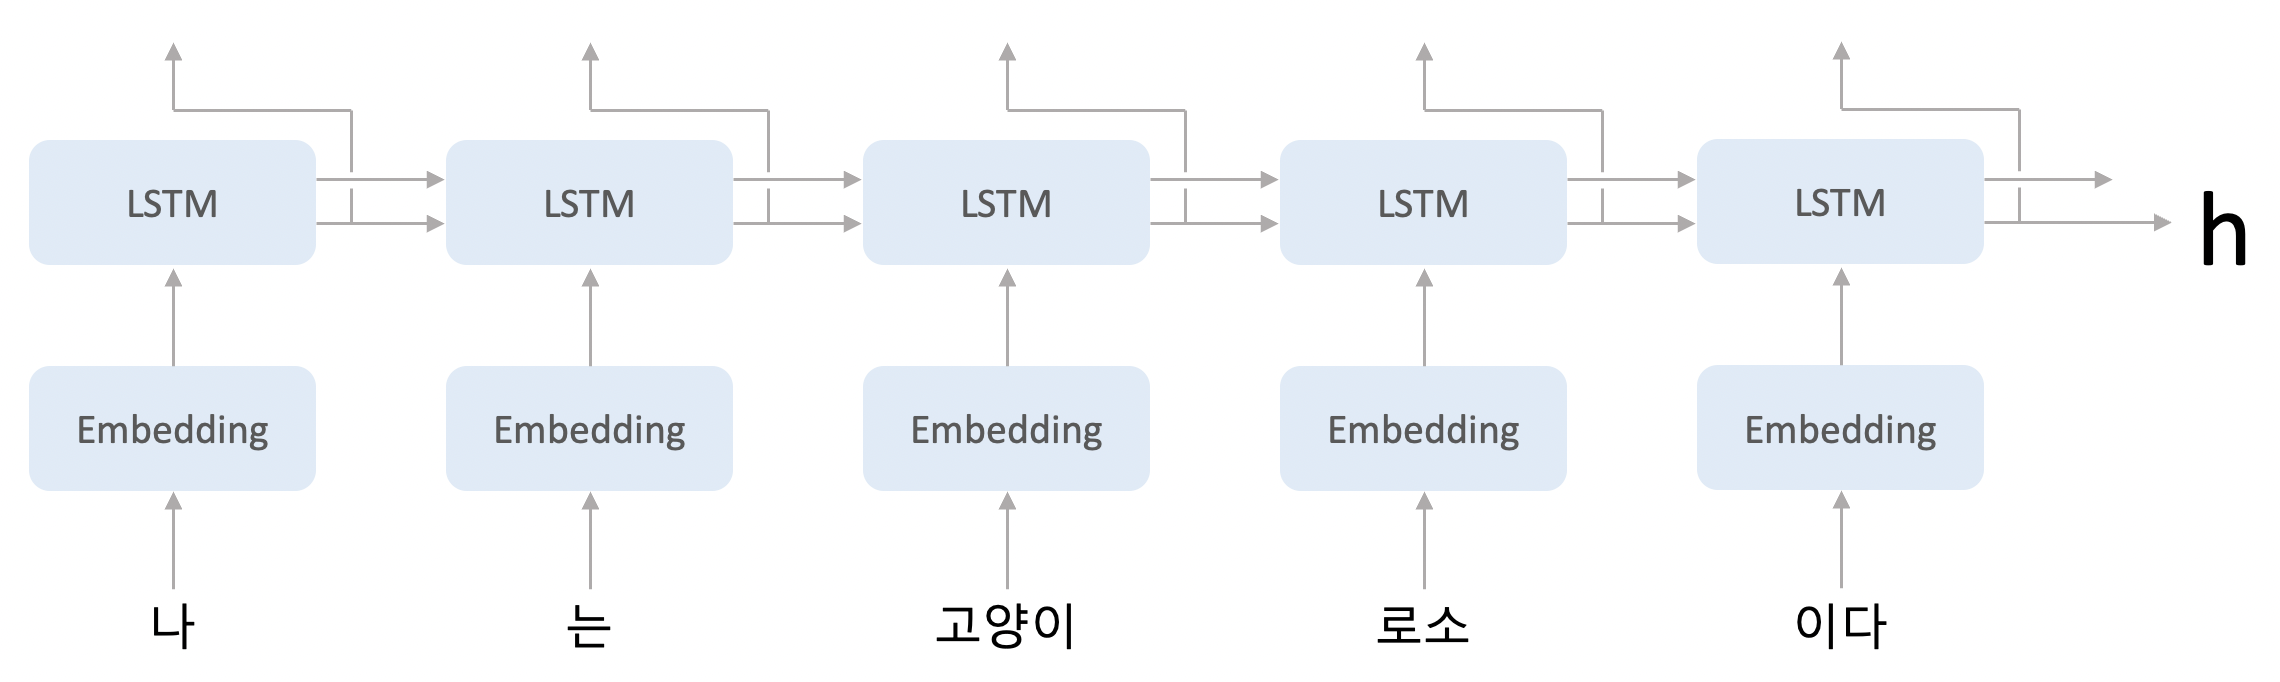 LSTM LSTM LSTM LSTM LSTM
h
Embedding Embedding Embedding Embedding Embedding
나 는 고양이 로소 이다